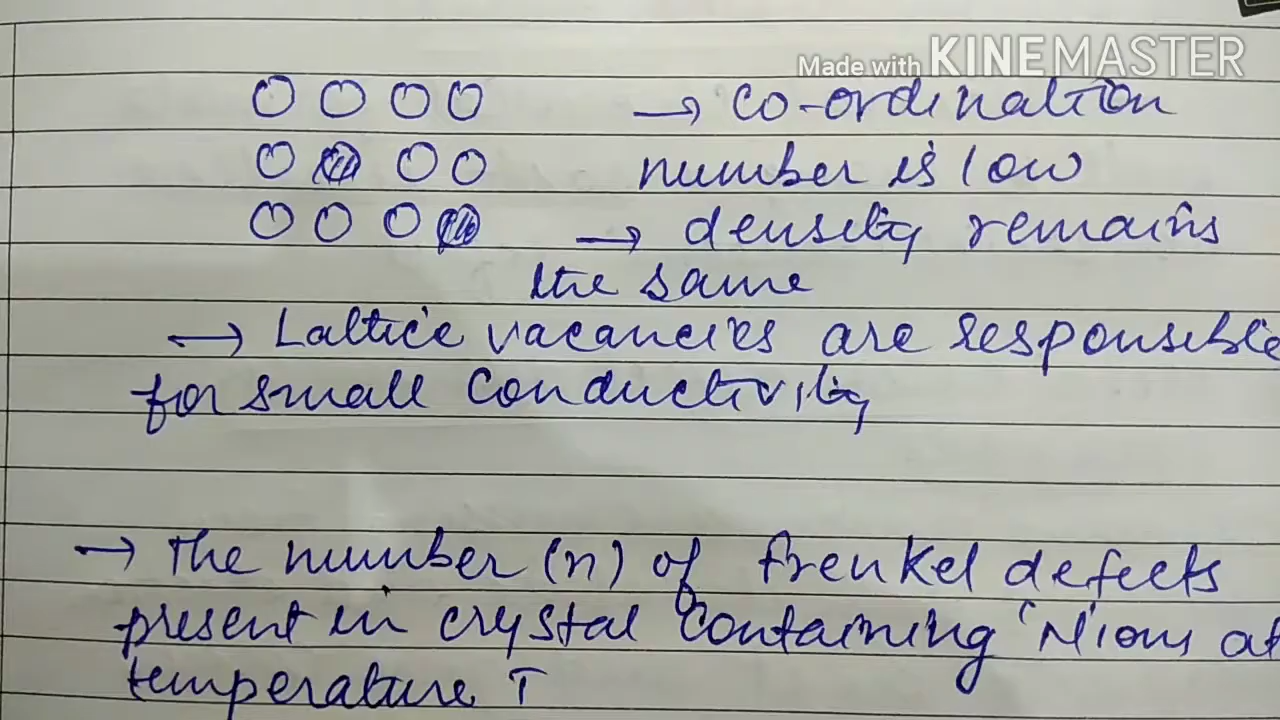 Made with KINEMASTER
→ co-ordination
number is low
→ density remains
the same
→ Lattice vacancies are responsible
for small conductivity
→ The number (n) of frenkel defects
present in crystal containing 'N' ions at
temperature T